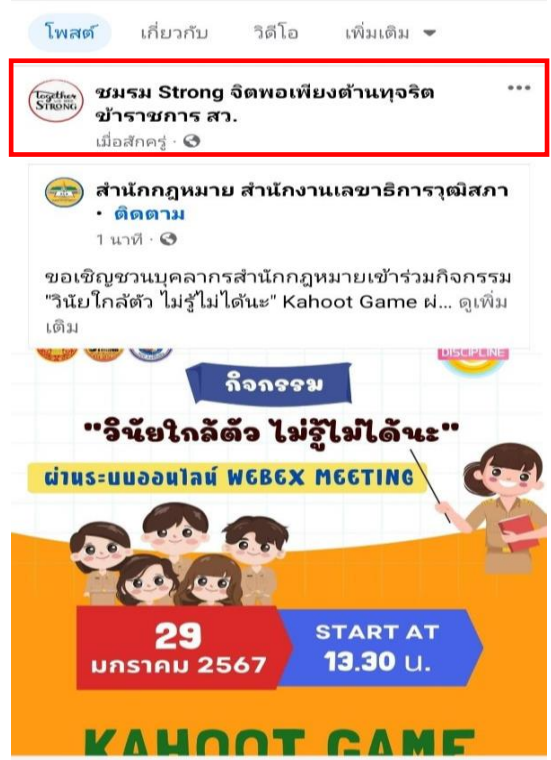 โพสต์ เกี่ยวกับ วิดีโอ เพิ่มเติม
Together
STRONG
ชมรม Strong จิตพอเพียงต้านทุจริต
ข้าราชการ สว.
เมื่อสักครู่ ·
สำนักกฎหมาย สำนักงานเลขาธิการวุฒิสภา
• ติดตาม
1 นาที ·
ขอเชิญชวนบุคลากรสำนักกฎหมายเข้าร่วมกิจกรรม
"วินัยใกล้ตัว ไม่รู้ไม่ได้นะ" Kahoot Game ผ่... ดูเพิ่ม
เติม
DISCIPLINE
กิจกรรม
"วินัยใกล้ตัว ไม่รู้ไม่ได้นะ"
ผ่านระบบออนไลน์ WEBEX MEETING
29
มกราคม 2567
START AT
13.30 น.
KAHOOT GAME